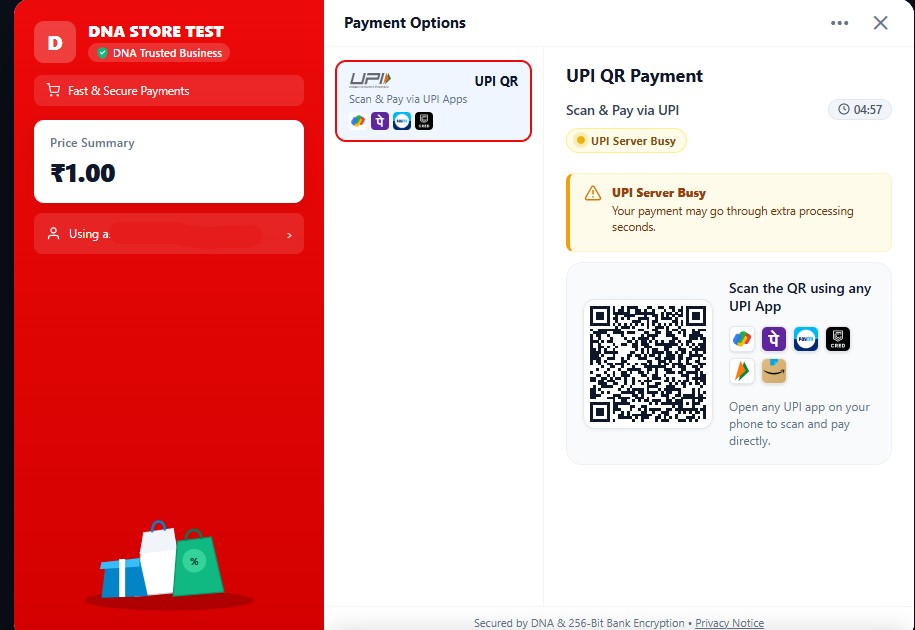 D
DNA STORE TEST
DNA Trusted Business
Fast & Secure Payments
Price Summary
₹1.00
Using a
%
Payment Options
UPI
UPI QR
Scan & Pay via UPI Apps
पे
Paytm
CRED
UPI QR Payment
Scan & Pay via UPI
04:57
UPI Server Busy
UPI Server Busy
Your payment may go through extra processing
seconds.
Scan the QR using any
UPI App
पे
Paytm
CRED
Open any UPI app on your
phone to scan and pay
directly.
Secured by DNA & 256-Bit Bank Encryption • Privacy Notice